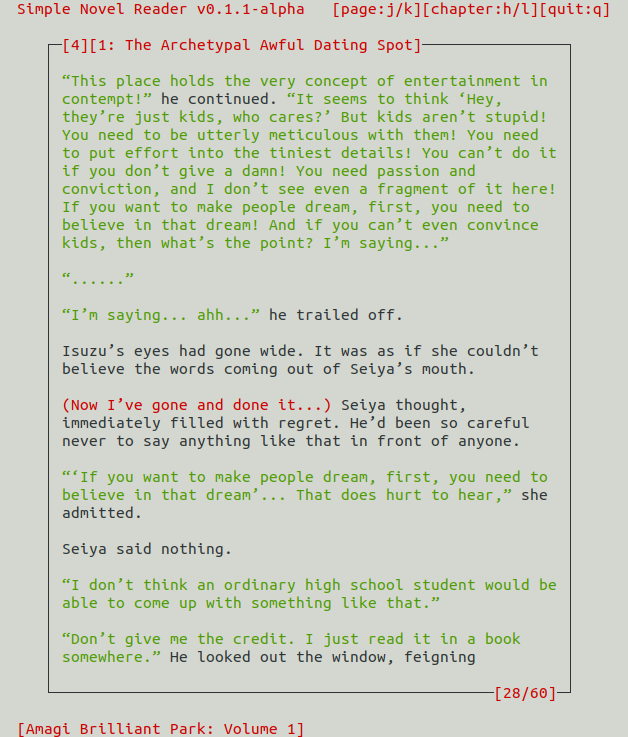 Simple Novel Reader v0.1.1-alpha [page:j/k][chapter:h/l][quit:q]
[4][1: The Archetypal Awful Dating Spot]
“This place holds the very concept of entertainment in
contempt!” he continued. “It seems to think ‘Hey,
they’re just kids, who cares?’ But kids aren’t stupid!
You need to be utterly meticulous with them! You need
to put effort into the tiniest details! You can’t do it
if you don’t give a damn! You need passion and
conviction, and I don’t see even a fragment of it here!
If you want to make people dream, first, you need to
believe in that dream! And if you can’t even convince
kids, then what’s the point? I’m saying...”
“......”
“I’m saying... ahh...” he trailed off.
Isuzu’s eyes had gone wide. It was as if she couldn’t
believe the words coming out of Seiya’s mouth.
(Now I’ve gone and done it...) Seiya thought,
immediately filled with regret. He’d been so careful
never to say anything like that in front of anyone.
“‘If you want to make people dream, first, you need to
believe in that dream’... That does hurt to hear,” she
admitted.
Seiya said nothing.
“I don’t think an ordinary high school student would be
able to come up with something like that.”
“Don’t give me the credit. I just read it in a book
somewhere.” He looked out the window, feigning
[28/60]
[Amagi Brilliant Park: Volume 1]